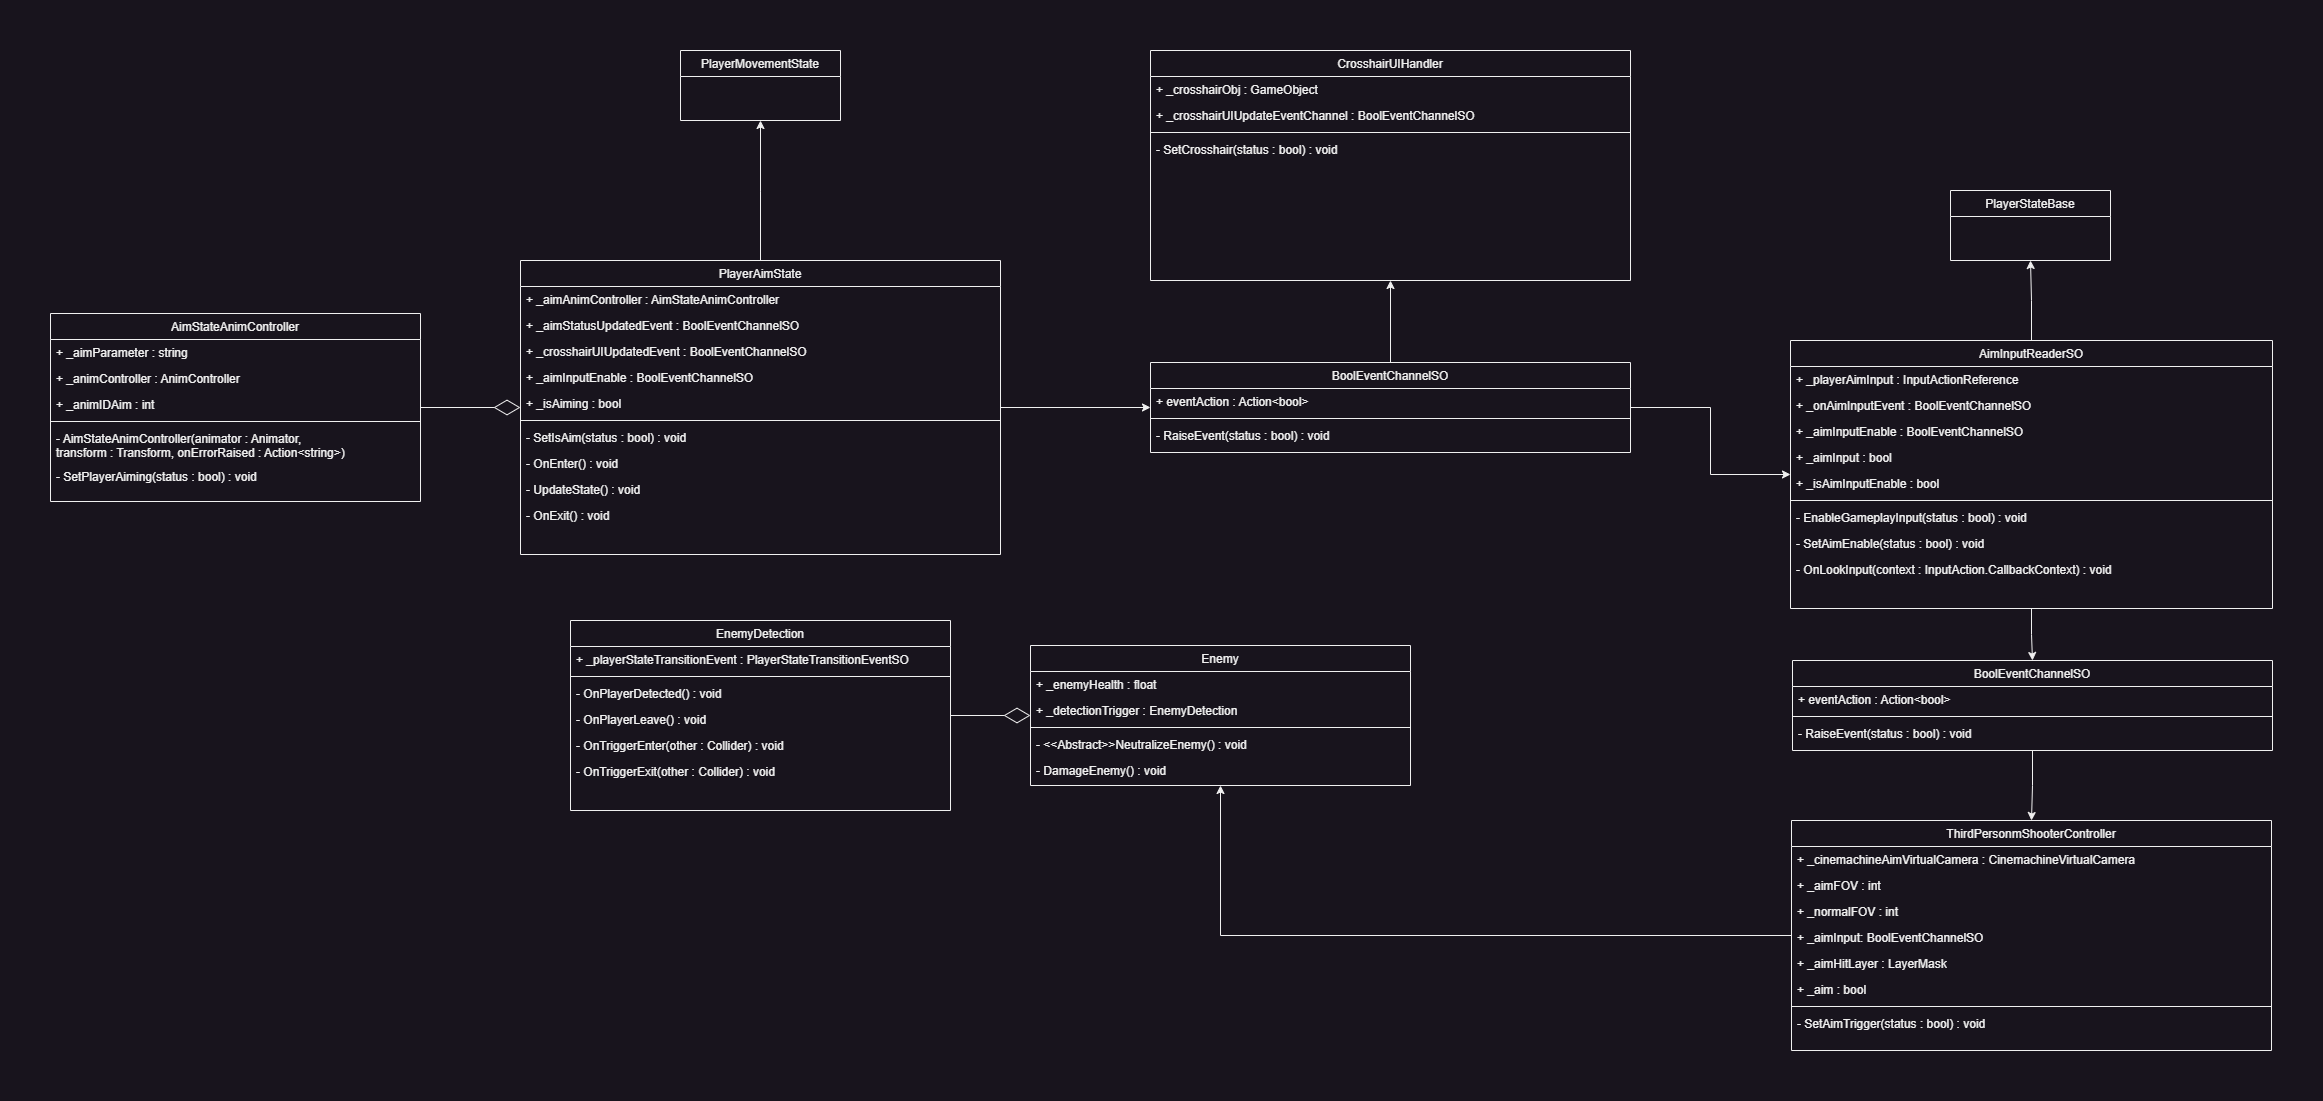 PlayerMovementState
CrosshairUIHandler
+ _crosshairObj : GameObject
+ _crosshairUIUpdateEventChannel : BoolEventChannelSO
- SetCrosshair(status : bool) : void
PlayerStateBase
PlayerAimState
+ _aimAnimController : AimStateAnimController
+ _aimStatusUpdatedEvent : BoolEventChannelSO
+ _crosshairUIUpdatedEvent : BoolEventChannelSO
+ _aimInputEnable : BoolEventChannelSO
+ _isAiming : bool
- SetIsAim(status : bool) : void
- OnEnter() : void
- UpdateState() : void
- OnExit() : void
AimStateAnimController
+ _aimParameter : string
+ _animController : AnimController
+ _animIDAim : int
- AimStateAnimController(animator : Animator,
transform : Transform, onErrorRaised : Action<string>)
- SetPlayerAiming(status : bool) : void
BoolEventChannelSO
+ eventAction : Action<bool>
- RaiseEvent(status : bool) : void
AimInputReaderSO
+ _playerAimInput : InputActionReference
+ _onAimInputEvent : BoolEventChannelSO
+ _aimInputEnable : BoolEventChannelSO
+ _aimInput : bool
+ _isAimInputEnable : bool
- EnableGameplayInput(status : bool) : void
- SetAimEnable(status : bool) : void
- OnLookInput(context : InputAction.CallbackContext) : void
EnemyDetection
+ _playerStateTransitionEvent : PlayerStateTransitionEventSO
- OnPlayerDetected() : void
- OnPlayerLeave() : void
- OnTriggerEnter(other : Collider) : void
- OnTriggerExit(other : Collider) : void
Enemy
+ _enemyHealth : float
+ _detectionTrigger : EnemyDetection
- <<Abstract>>NeutralizeEnemy() : void
- DamageEnemy() : void
BoolEventChannelSO
+ eventAction : Action<bool>
- RaiseEvent(status : bool) : void
ThirdPersonmShooterController
+ _cinemachineAimVirtualCamera : CinemachineVirtualCamera
+ _aimFOV : int
+ _normalFOV : int
+ _aimInput: BoolEventChannelSO
+ _aimHitLayer : LayerMask
+ _aim : bool
- SetAimTrigger(status : bool) : void